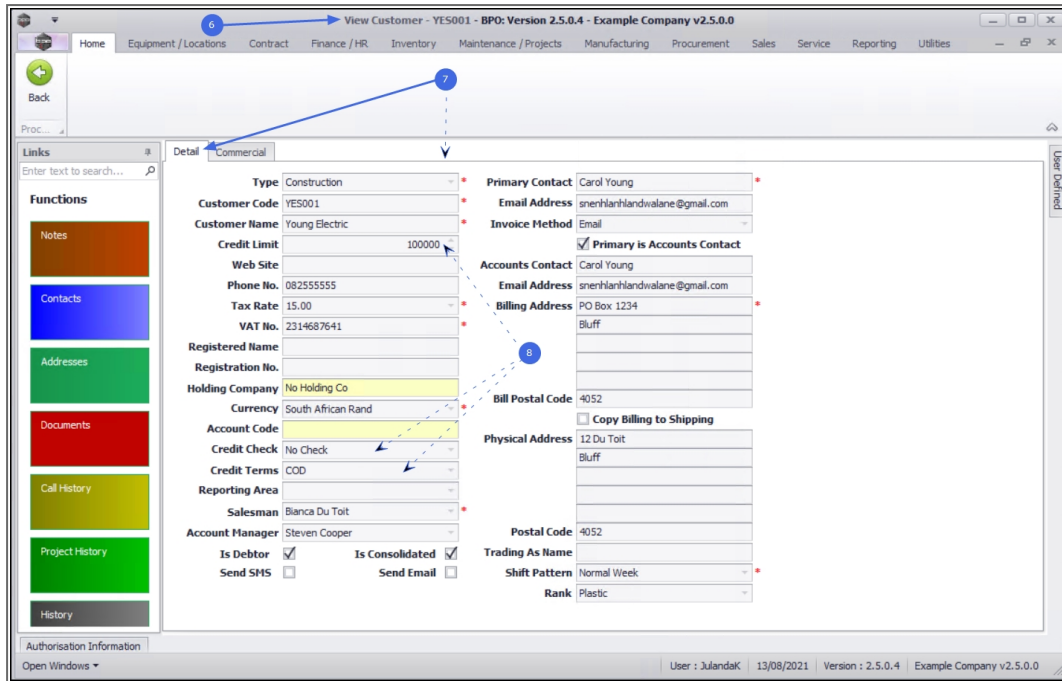 View Customer - YES001 - BPO: Version 2.5.0.4 - Example Company v2.5.0.0
6
Home Equipment / Locations Contract Finance / HR Inventory Maintenance / Projects Manufacturing Procurement Sales Service Reporting Utilities
7
Back
Proc...
Links
Detail Commercial
User Defined
Enter text to search...
Functions
Notes
Contacts
Addresses
Documents
Call History
Project History
History
Type Construction *
Customer Code YES001 *
Customer Name Young Electric *
Credit Limit 100000
Web Site
Phone No. 082555555
Tax Rate 15.00 *
VAT No. 2314687641 *
Registered Name
Registration No.
Holding Company No Holding Co
Currency South African Rand *
Account Code
Credit Check No Check
Credit Terms COD
Reporting Area
Salesman Bianca Du Toit *
Account Manager Steven Cooper
Is Debtor Is Consolidated
Send SMS Send Email
8
Primary Contact Carol Young *
Email Address snenhlanhlandwalane@gmail.com
Invoice Method Email
Primary is Accounts Contact
Accounts Contact Carol Young
Email Address snenhlanhlandwalane@gmail.com
Billing Address PO Box 1234 *
Bluff
Bill Postal Code 4052
Copy Billing to Shipping
Physical Address 12 Du Toit
Bluff
Postal Code 4052
Trading As Name
Shift Pattern Normal Week *
Rank Plastic
Authorisation Information
Open Windows User : JulandaK 13/08/2021 Version : 2.5.0.4 Example Company v2.5.0.0